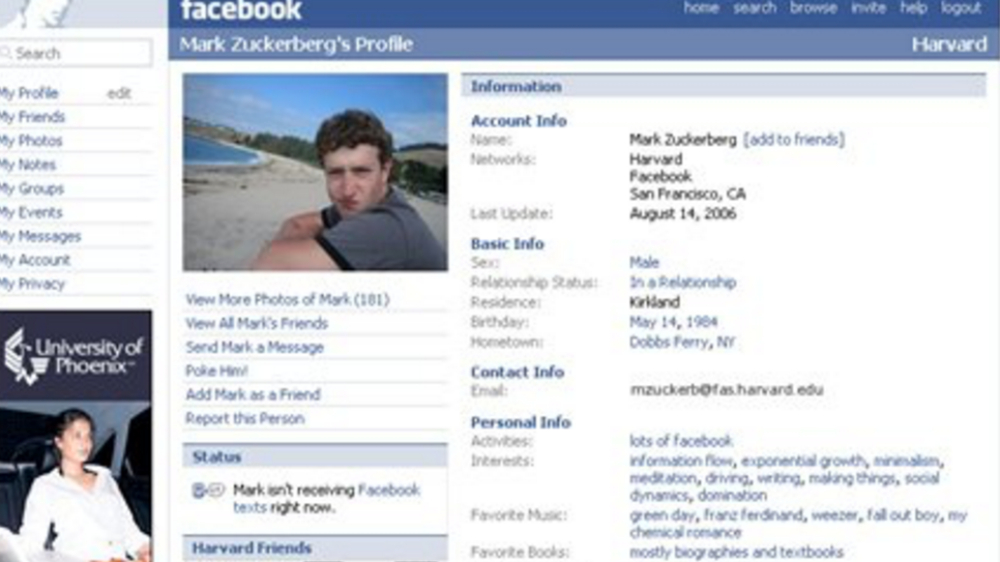 facebook
home search browse invite help logout
Mark Zuckerberg's Profile
Harvard
Search
My Profile edit
My Friends
My Photos
My Notes
My Groups
My Events
My Messages
My Account
My Privacy
University of
Phoenix
View More Photos of Mark (181)
View All Mark's Friends
Send Mark a Message
Poke Him!
Add Mark as a Friend
Report this Person
Status
Mark isn't receiving Facebook
texts right now.
Harvard Friends
Information
Account Info
Name: Mark Zuckerberg [add to friends]
Networks: Harvard
Facebook
San Francisco, CA
Last Update: August 14, 2006
Basic Info
Sex: Male
Relationship Status: In a Relationship
Residence: Kirkland
Birthday: May 14, 1984
Hometown: Dobbs Ferry, NY
Contact Info
Email: mzuckerb@fas.harvard.edu
Personal Info
Activities: lots of facebook
Interests: information flow, exponential growth, minimalism,
meditation, driving, writing, making things, social
dynamics, domination
Favorite Music: green day, franz ferdinand, weezer, fall out boy, my
chemical romance
Favorite Books: mostly biographies and textbooks